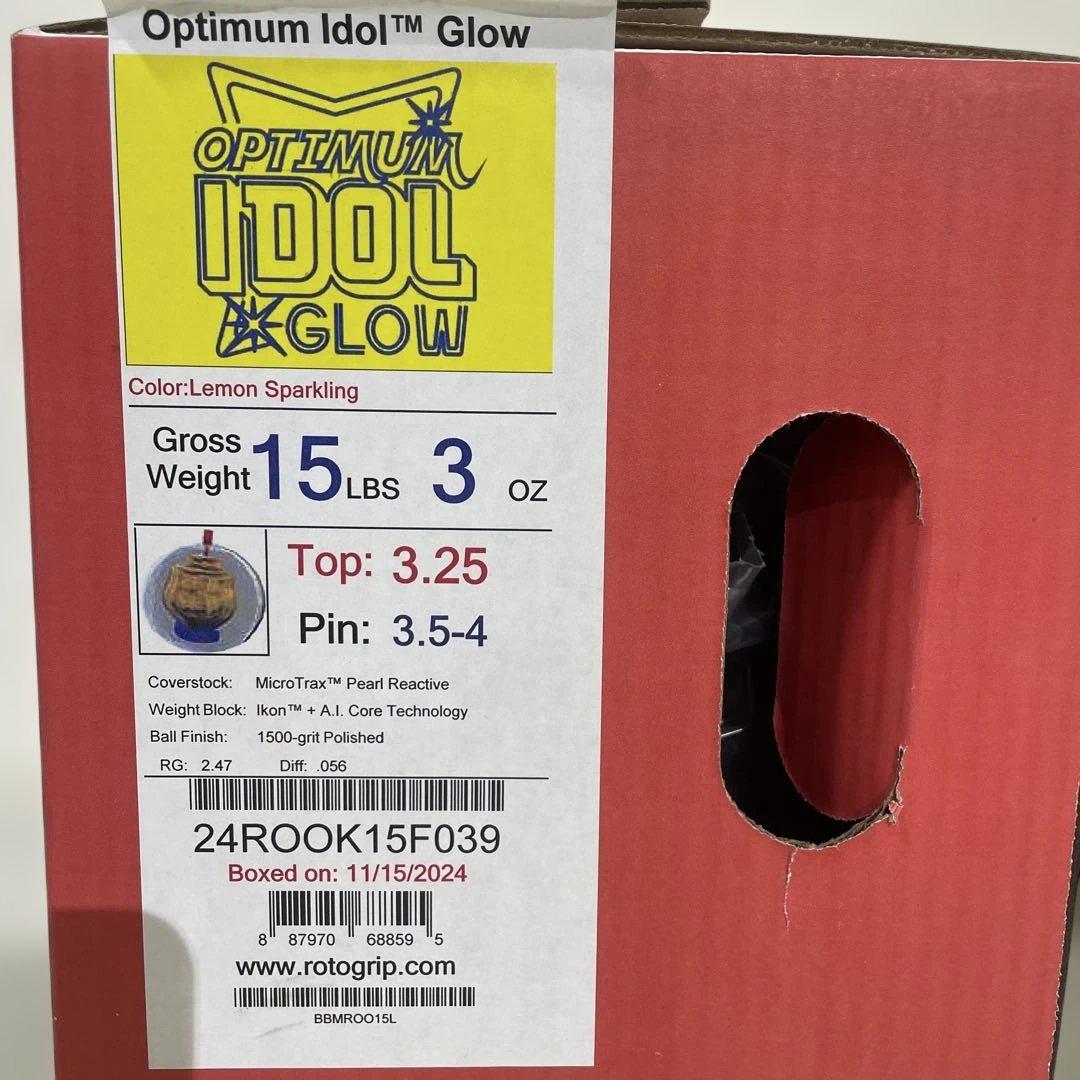 Optimum Idol™ Glow
OPTIMUM
IDOL
GLOW
Color:Lemon Sparkling
Gross Weight 15 LBS 3 OZ
Top: 3.25
Pin: 3.5-4
Coverstock: MicroTrax™ Pearl Reactive
Weight Block: Ikon™ + A.I. Core Technology
Ball Finish: 1500-grit Polished
RG: 2.47 Diff: .056
24ROOK15F039
Boxed on: 11/15/2024
8 87970 68859 5
www.rotogrip.com
BBMROO15L